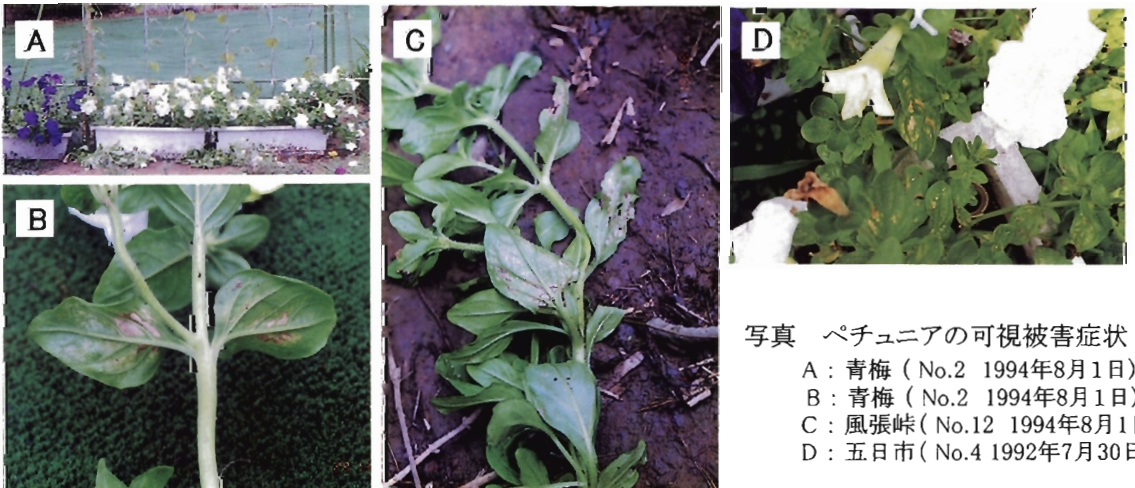 A
B
C
D
写真 ペチュニアの可視被害症状
A : 青梅 ( No.2 1994年8月1日)
B : 青梅 ( No.2 1994年8月1日)
C : 風張峠( No.12 1994年8月1
D : 五日市( No.4 1992年7月30日